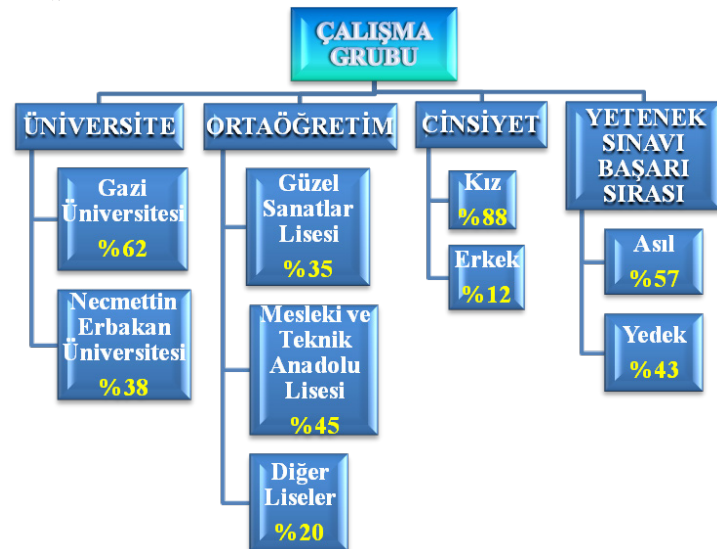 ÇALIŞMA
GRUBU
ÜNİVERSİTE
Gazi
Üniversitesi
%62
Necmettin
Erbakan
Üniversitesi
%38
ORTAÖĞRETİM
Güzel
Sanatlar
Lisesi
%35
Mesleki ve
Teknik
Anadolu
Lisesi
%45
Diğer
Liseler
%20
CİNSİYET
Kız
%88
Erkek
%12
YETENEK
SINAVI
BAŞARI
SIRASI
Asıl
%57
Yedek
%43